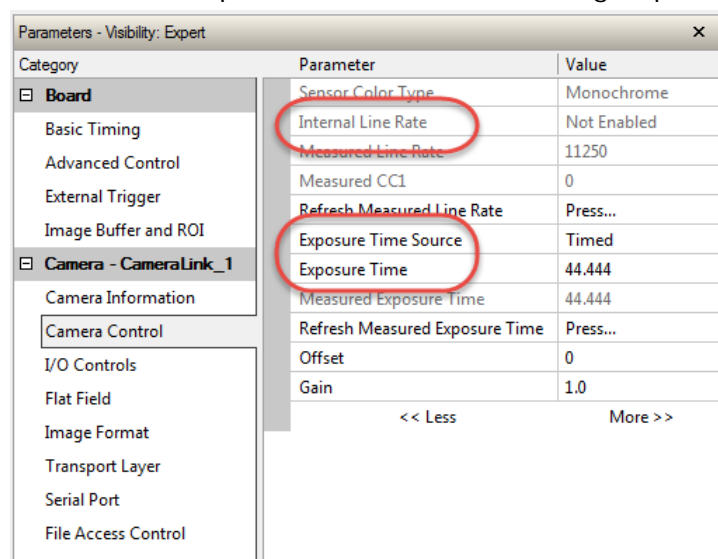 Parameters - Visibility: Expert ×
Category Parameter Value
Board
Basic Timing
Advanced Control
External Trigger
Image Buffer and ROI
Camera - CameraLink_1
Camera Information
Camera Control
I/O Controls
Flat Field
Image Format
Transport Layer
Serial Port
File Access Control
Sensor Color Type Monochrome
Internal Line Rate Not Enabled
Measured Line Rate 11250
Measured CC1 0
Refresh Measured Line Rate Press...
Exposure Time Source Timed
Exposure Time 44.444
Measured Exposure Time 44.444
Refresh Measured Exposure Time Press...
Offset 0
Gain 1.0
<< Less More >>